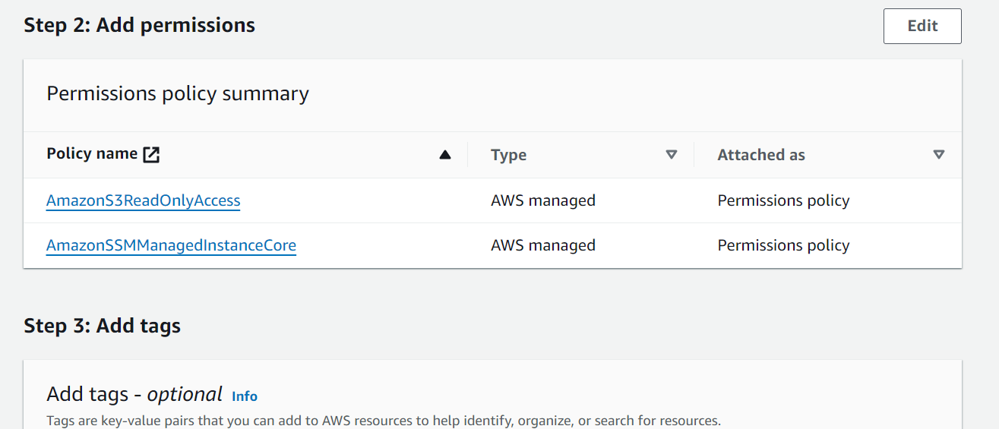 Step 2: Add permissions
Edit
Permissions policy summary
Policy name Type Attached as
AmazonS3ReadOnlyAccess AWS managed Permissions policy
AmazonSSMManagedInstanceCore AWS managed Permissions policy
Step 3: Add tags
Add tags - optional Info
Tags are key-value pairs that you can add to AWS resources to help identify, organize, or search for resources.